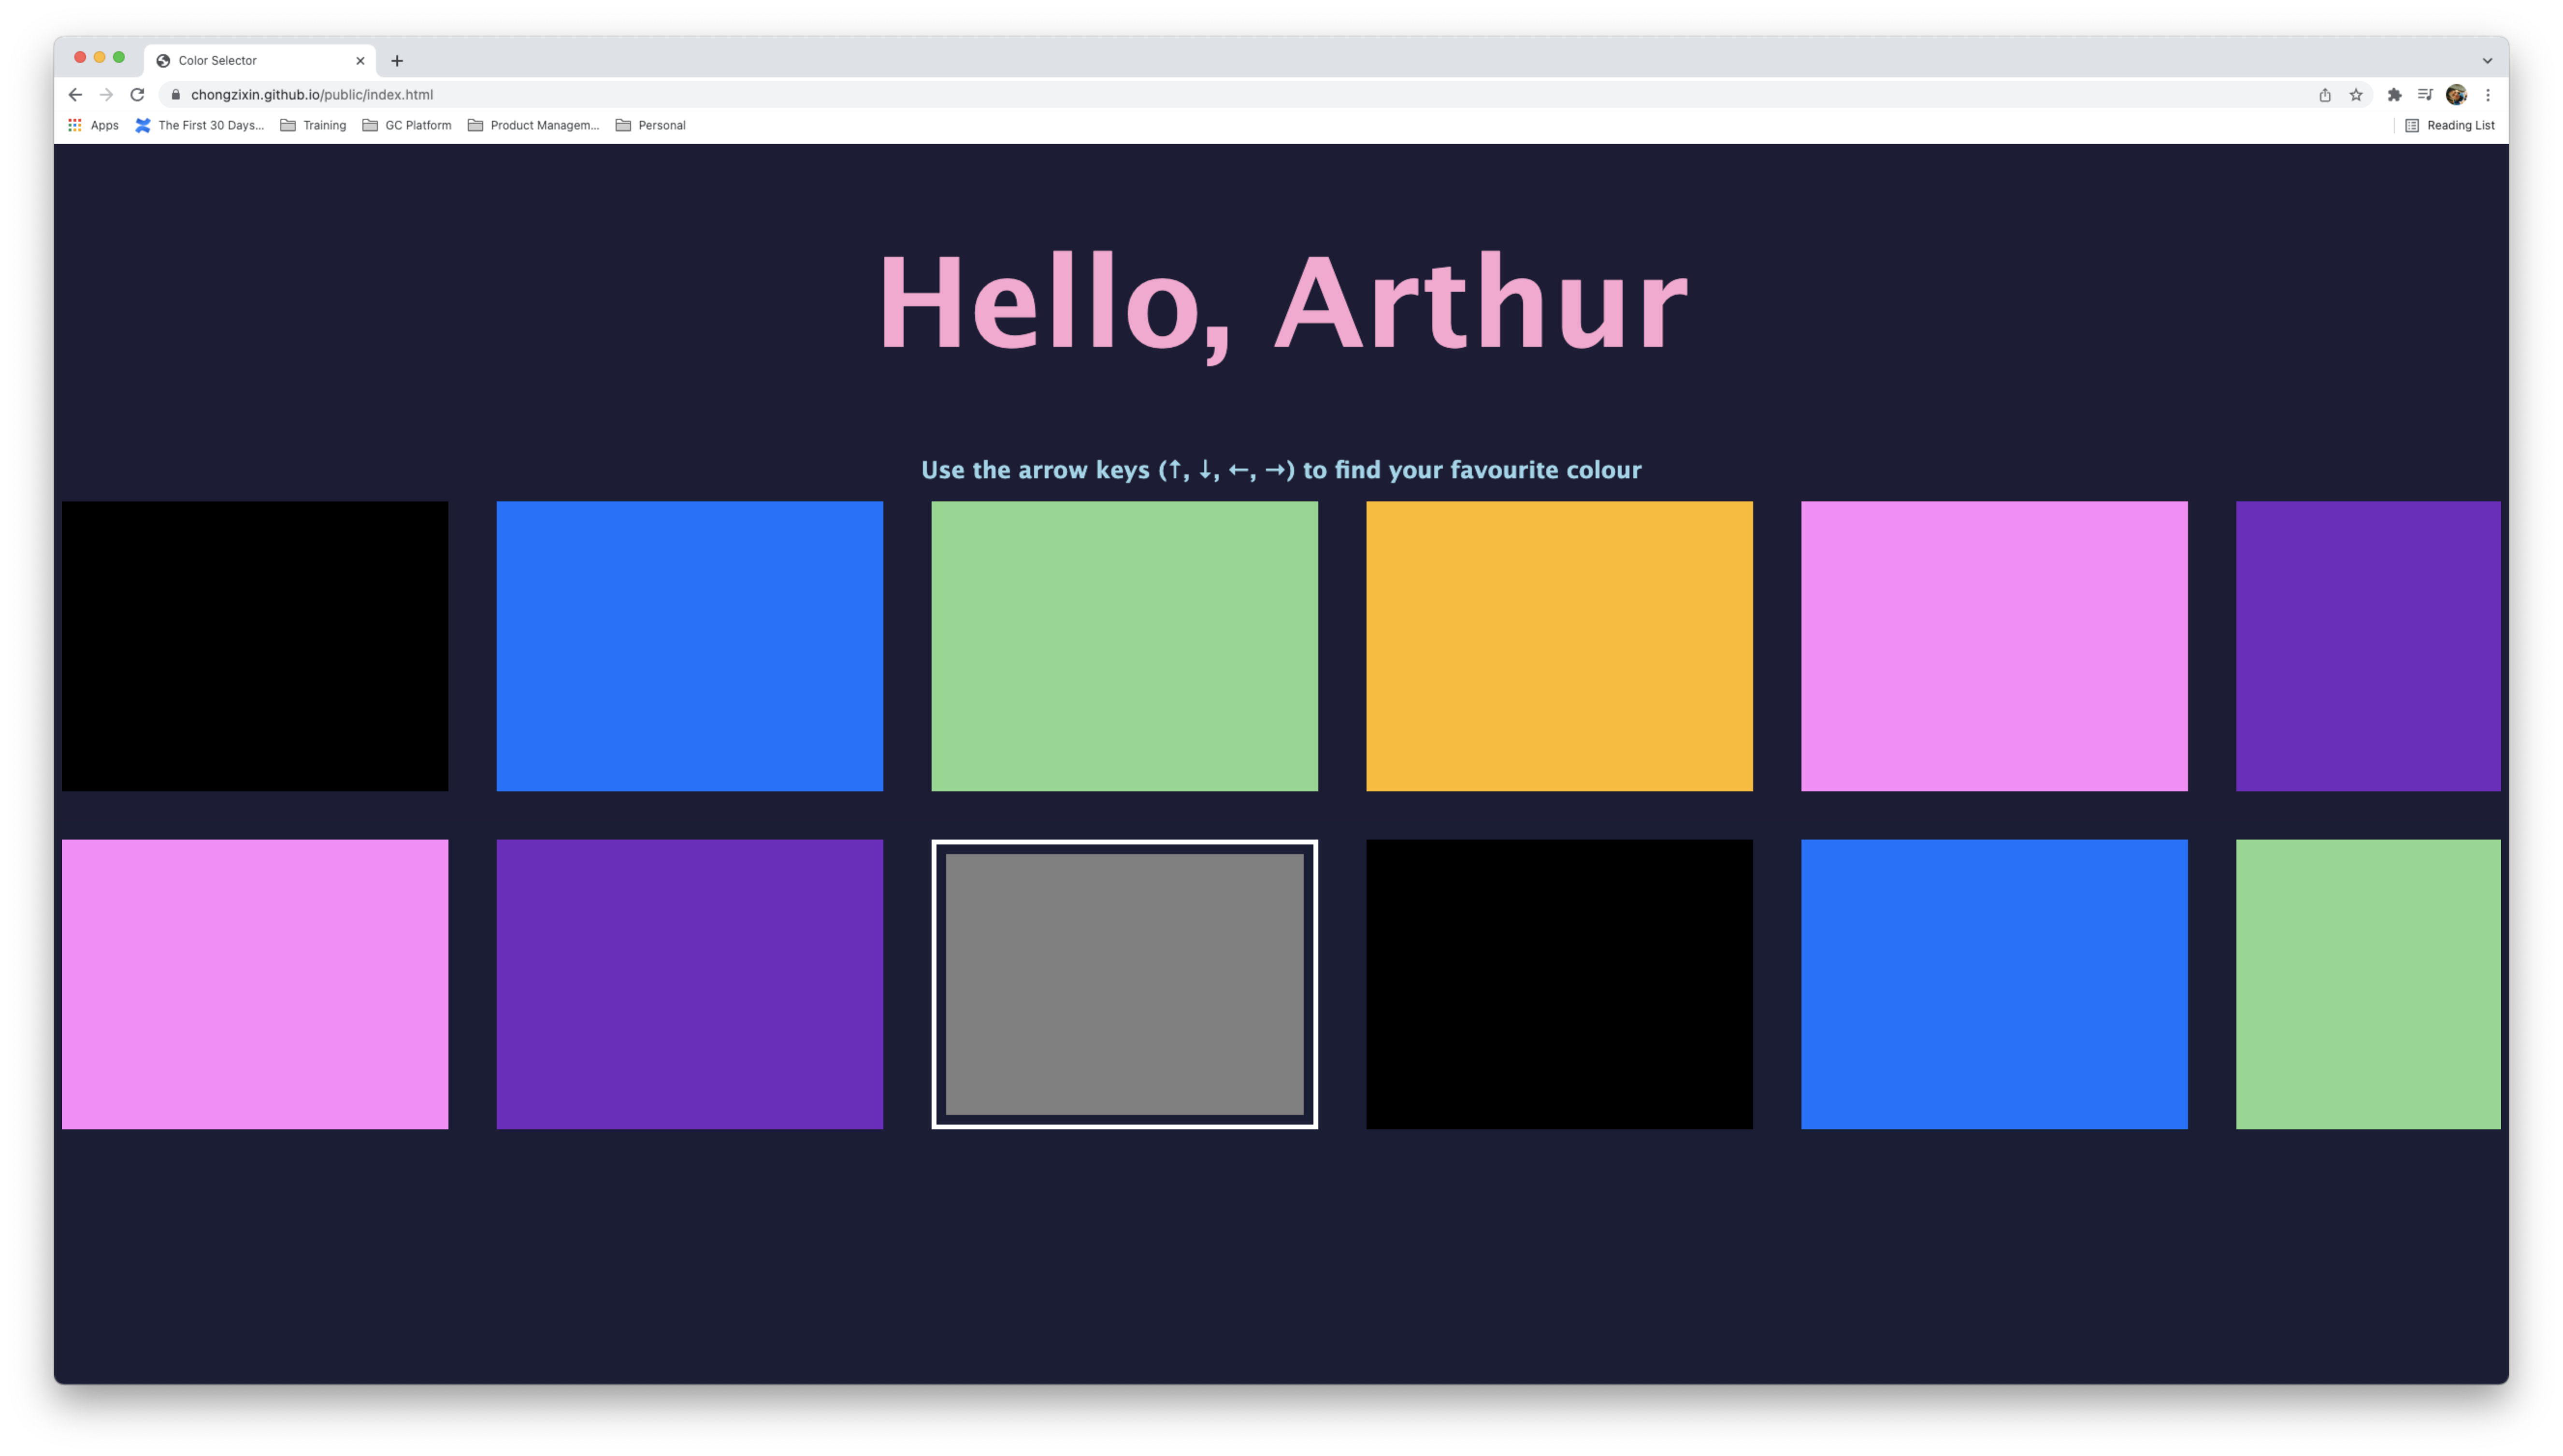 Color Selector
chongzixin.github.io/public/index.html
Apps The First 30 Days... Training GC Platform Product Managem... Personal Reading List
Hello, Arthur
Use the arrow keys (↑, ↓, ←, →) to find your favourite colour